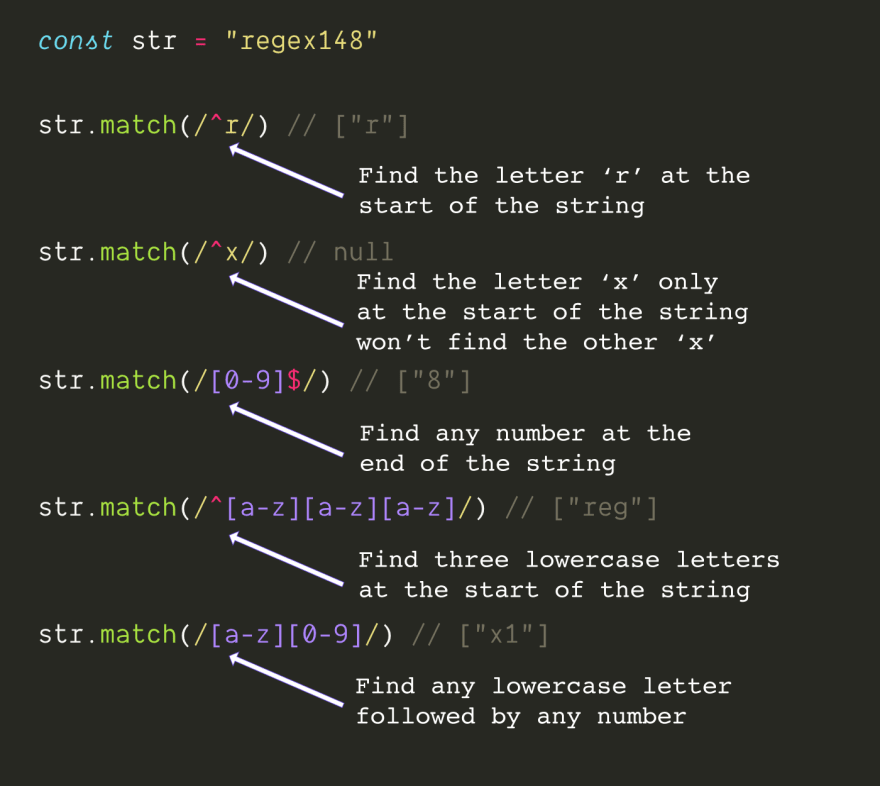 const str = "regex148"
str.match(/^r/) // ["r"]
Find the letter ‘r’ at the
start of the string
str.match(/^x/) // null
Find the letter ‘x’ only
at the start of the string
won’t find the other ‘x’
str.match(/[0-9]$/) // ["8"]
Find any number at the
end of the string
str.match(/^[a-z][a-z][a-z]/) // ["reg"]
Find three lowercase letters
at the start of the string
str.match(/[a-z][0-9]/) // ["x1"]
Find any lowercase letter
followed by any number